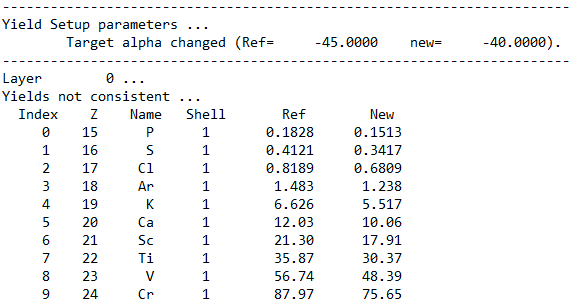 ----------------------------------------------------------------------
Yield Setup parameters ...
        Target alpha changed (Ref=     -45.0000    new=     -40.0000).
----------------------------------------------------------------------
Layer        0 ...
Yields not consistent ...
  Index    Z    Name   Shell       Ref        New
     0    15      P      1       0.1828     0.1513
     1    16      S      1       0.4121     0.3417
     2    17     Cl      1       0.8189     0.6809
     3    18     Ar      1        1.483      1.238
     4    19      K      1        6.626      5.517
     5    20     Ca      1        12.03      10.06
     6    21     Sc      1        21.30      17.91
     7    22     Ti      1        35.87      30.37
     8    23      V      1        56.74      48.39
     9    24     Cr      1        87.97      75.65